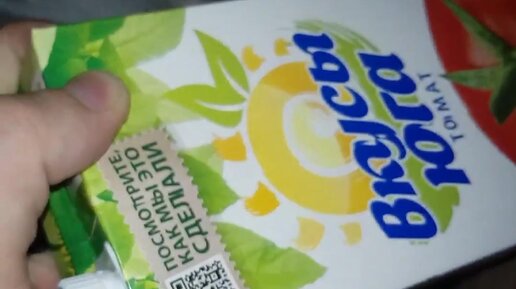 Вкусы
Юга
ТОМАТ
ПОСМОТРИТЕ,
КАК МЫ ЭТО
СДЕЛАЛИ